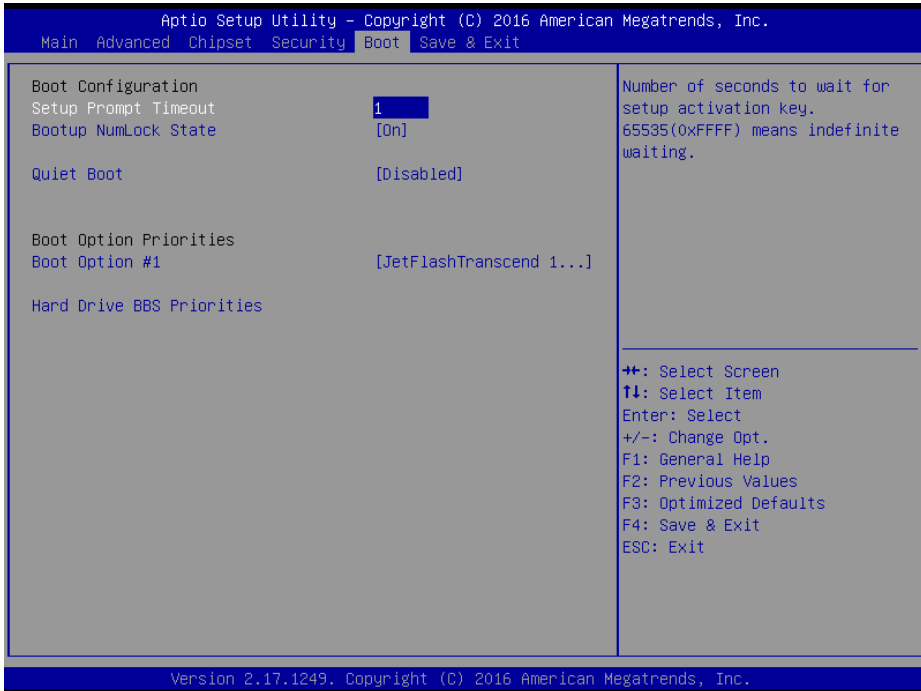 Aptio Setup Utility – Copyright (C) 2016 American Megatrends, Inc.
Main Advanced Chipset Security Boot Save & Exit
Boot Configuration
Setup Prompt Timeout 1
Bootup NumLock State [On]
Quiet Boot [Disabled]
Boot Option Priorities
Boot Option #1 [JetFlashTranscend 1...]
Hard Drive BBS Priorities
Number of seconds to wait for
setup activation key.
65535(0xFFFF) means indefinite
waiting.
→←: Select Screen
↑↓: Select Item
Enter: Select
+/-: Change Opt.
F1: General Help
F2: Previous Values
F3: Optimized Defaults
F4: Save & Exit
ESC: Exit
Version 2.17.1249. Copyright (C) 2016 American Megatrends, Inc.